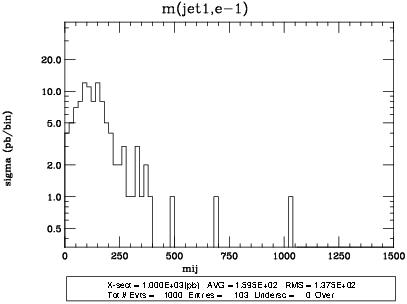 m(jet1,e-1)
sigma (pb/bin)
20.0
10.0
5.0
2.0
1.0
0.5
0 250 500 750 1000 1250 1500
mij
X-sect = 1.000E+03(pb) AVG = 1.595E+02 RMS = 1.375E+02
Tot # Evts = 1000 Entries = 103 Undersc = 0 Over